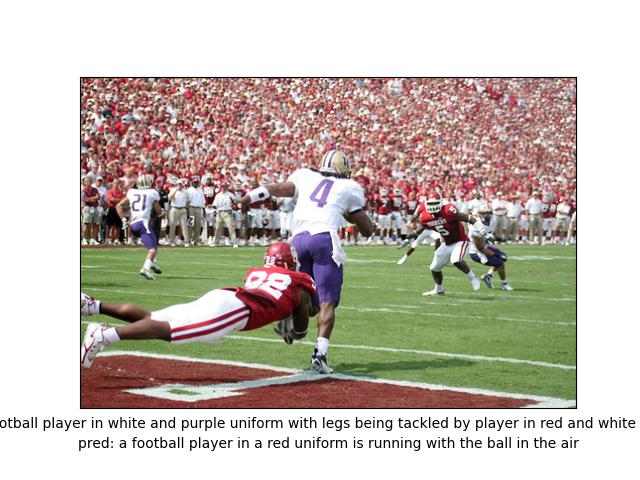 21
4
5
92
otball player in white and purple uniform with legs being tackled by player in red and white
pred: a football player in a red uniform is running with the ball in the air